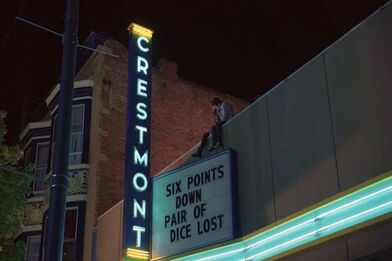 CRESTMONT
SIX POINTS
DOWN
PAIR OF
DICE LOST